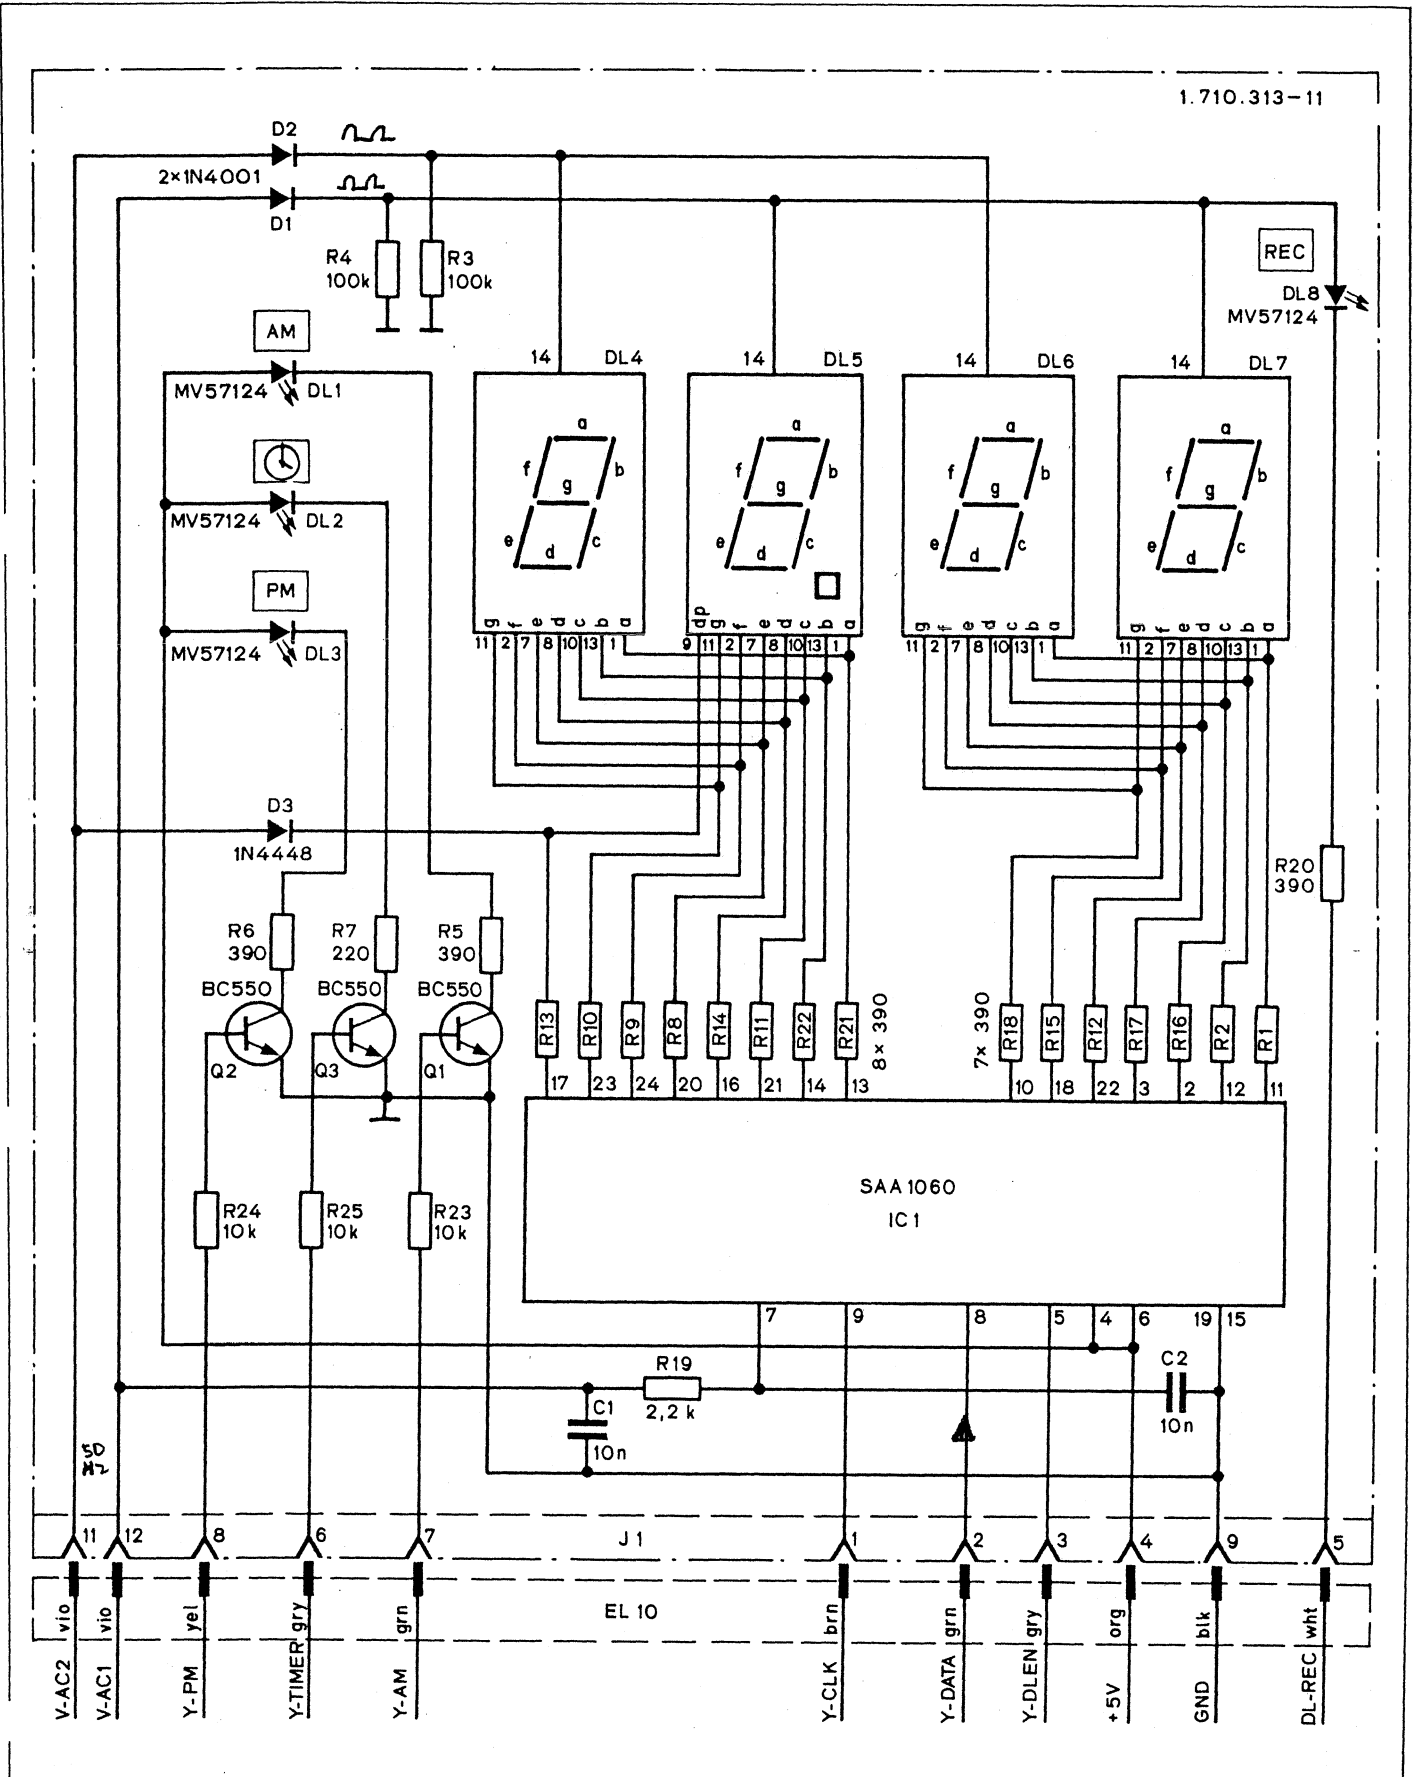 1.710.313-11
D2
2×1N4001
D1
R4
100k
R3
100k
REC
DL8
MV57124
AM
MV57124
DL1
MV57124
DL2
PM
MV57124
DL3
14 DL4
a
f b
g
e c
d
g f e d c b a
11 2 7 8 10 13 1
14 DL5
a
f b
g
e c
d
dp g f e d c b a
9 11 2 7 8 10 13 1
14 DL6
a
f b
g
e c
d
g f e d c b a
11 2 7 8 10 13 1
14 DL7
a
f b
g
e c
d
g f e d c b a
11 2 7 8 10 13 1
D3
1N4448
R20
390
R6
390
R7
220
R5
390
BC550 BC550 BC550
Q2 Q3 Q1
R13 R10 R9 R8 R14 R11 R22 R21
8×390
7×390
R18 R15 R12 R17 R16 R2 R1
17 23 24 20 16 21 14 13
10 18 22 3 2 12 11
SAA1060
IC1
R24
10k
R25
10k
R23
10k
7 9 8 5 4 6 19 15
R19
2,2k
C1
10n
C2
10n
50
Hz
11 12 8 6 7 J1 1 2 3 4 9 5
EL10
vio vio yel gry grn brn grn gry org blk wht
V-AC2 V-AC1 Y-PM Y-TIMER Y-AM Y-CLK Y-DATA Y-DLEN +5V GND DL-REC